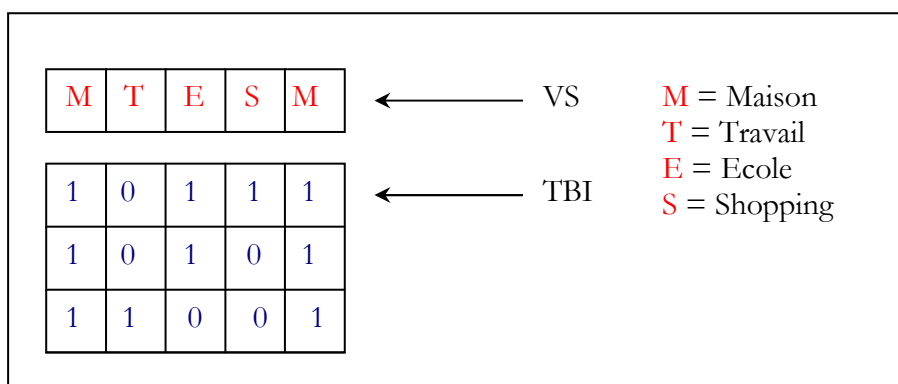 M T E S M
VS
M = Maison
T = Travail
E = Ecole
S = Shopping
1 0 1 1 1
TBI
1 0 1 0 1
1 1 0 0 1